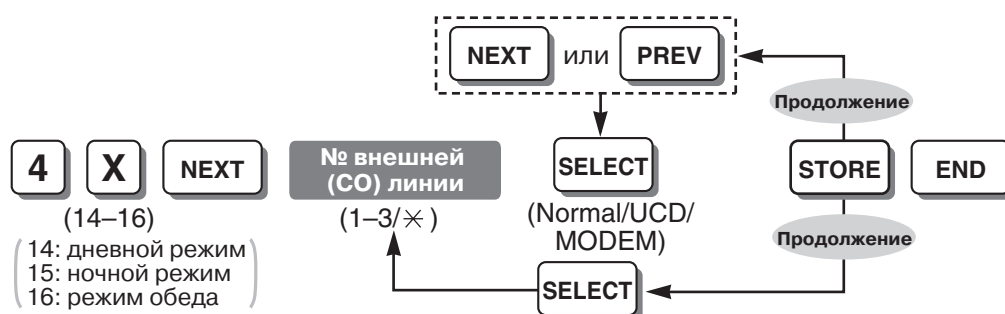 NEXT или PREV
Продолжение
4 X NEXT
№ внешней
(CO) линии
SELECT
STORE
END
(14–16)
(1–3/✳)
(Normal/UCD/
MODEM)
Продолжение
14: дневной режим
15: ночной режим
16: режим обеда
SELECT